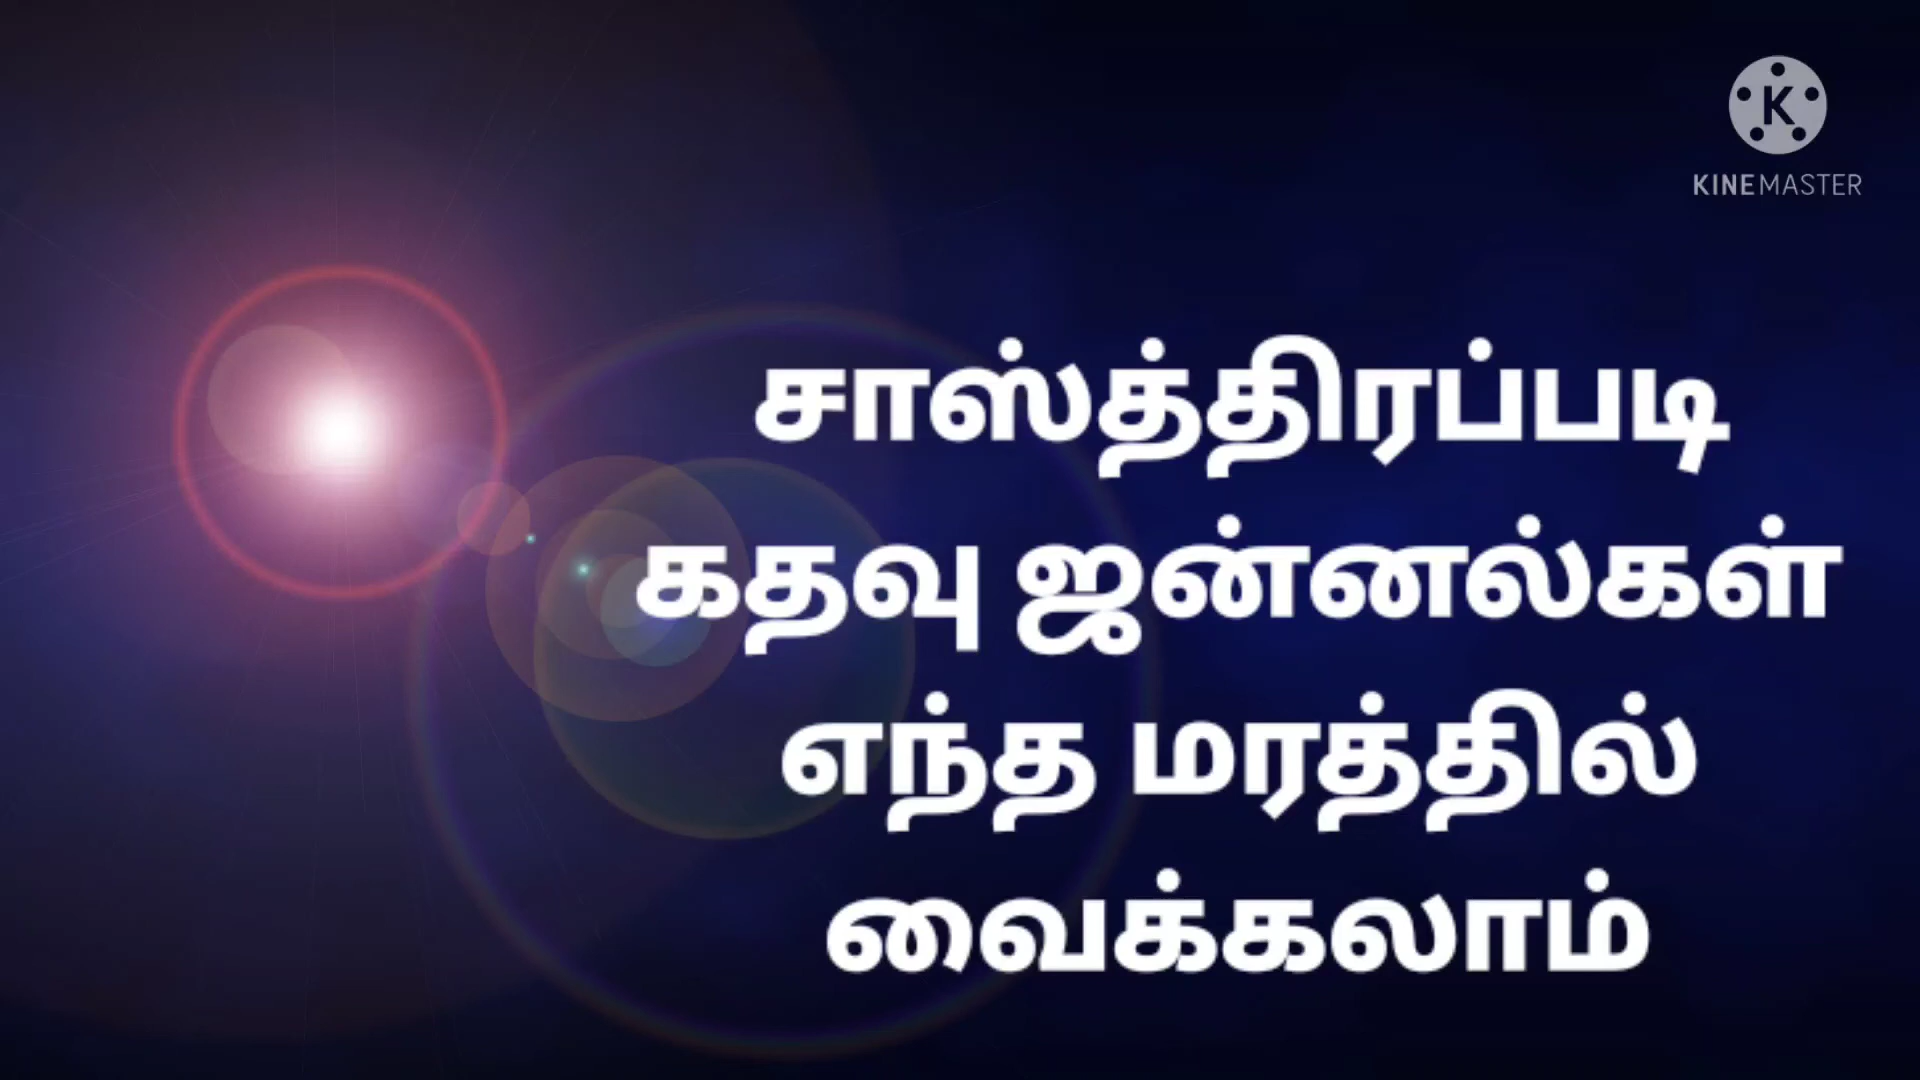 KINEMASTER
சாஸ்த்திரப்படி
கதவு ஜன்னல்கள்
எந்த மரத்தில்
வைக்கலாம்